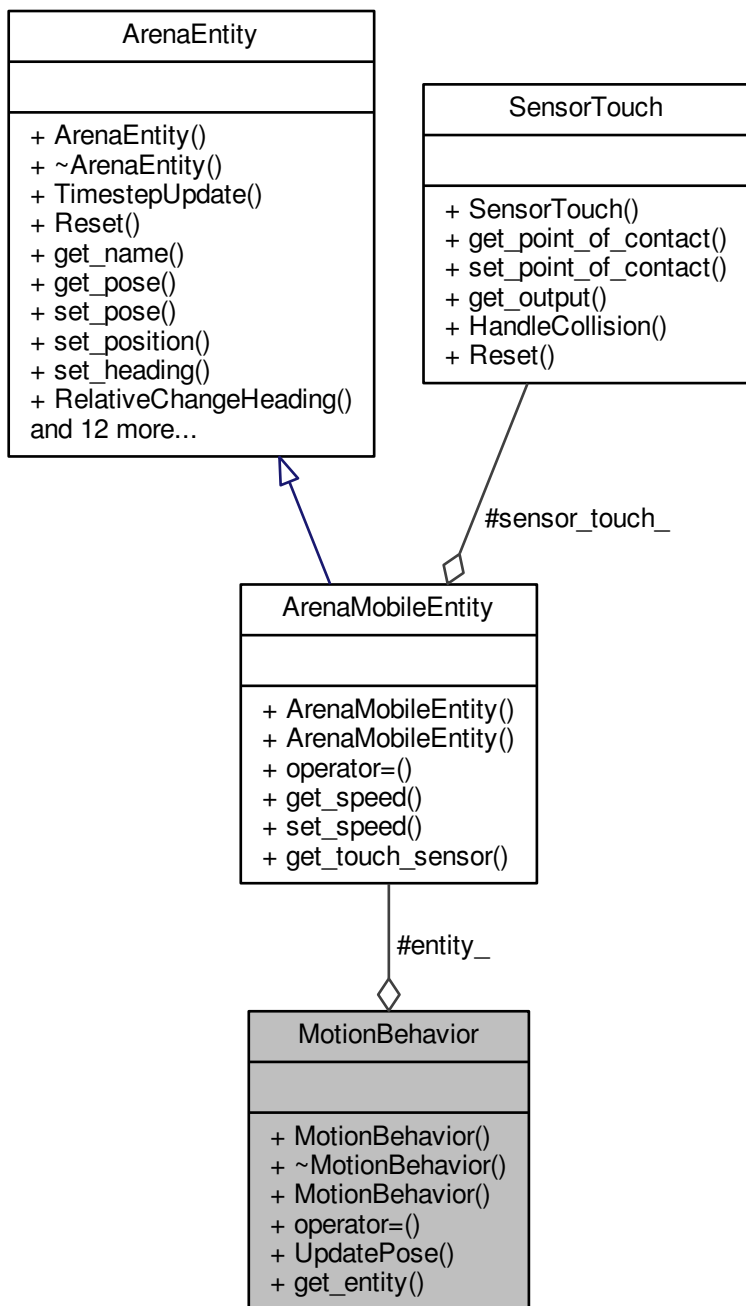 ArenaEntity
+ ArenaEntity()
+ ~ArenaEntity()
+ TimestepUpdate()
+ Reset()
+ get_name()
+ get_pose()
+ set_pose()
+ set_position()
+ set_heading()
+ RelativeChangeHeading()
and 12 more...
SensorTouch
+ SensorTouch()
+ get_point_of_contact()
+ set_point_of_contact()
+ get_output()
+ HandleCollision()
+ Reset()
#sensor_touch_
ArenaMobileEntity
+ ArenaMobileEntity()
+ ArenaMobileEntity()
+ operator=()
+ get_speed()
+ set_speed()
+ get_touch_sensor()
#entity_
MotionBehavior
+ MotionBehavior()
+ ~MotionBehavior()
+ MotionBehavior()
+ operator=()
+ UpdatePose()
+ get_entity()